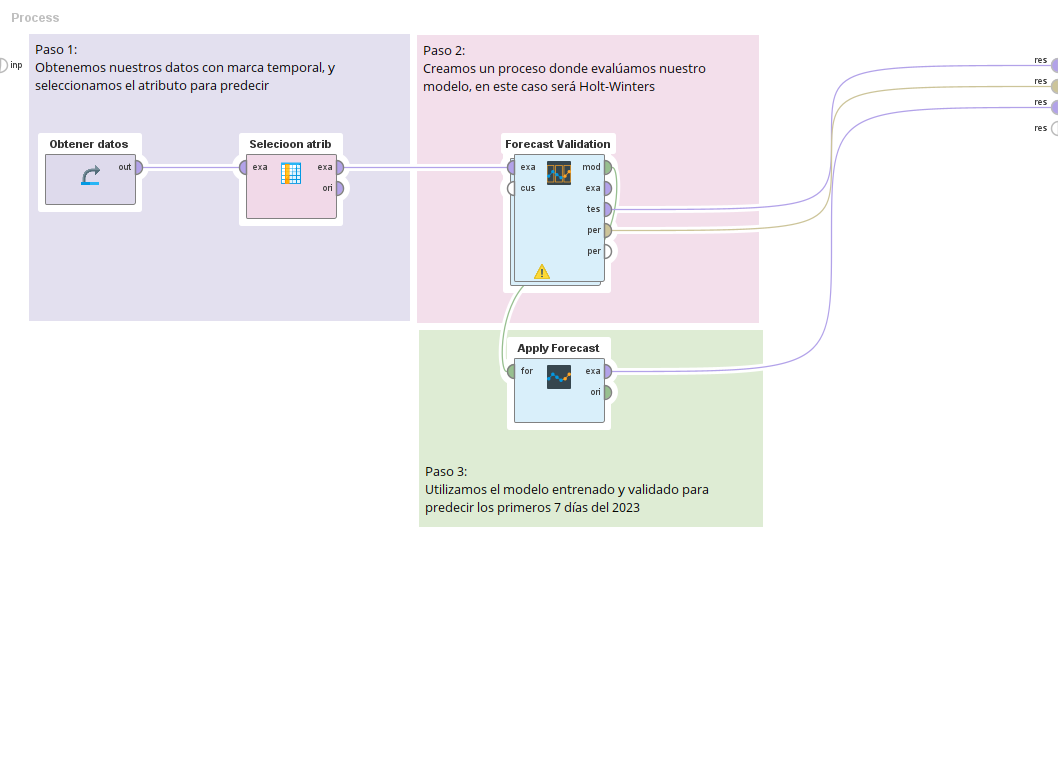 Process
inp
Paso 1:
Obtenemos nuestros datos con marca temporal, y
seleccionamos el atributo para predecir
Obtener datos
out
Selecioon atrib
exa exa
ori
Paso 2:
Creamos un proceso donde evalúamos nuestro
modelo, en este caso será Holt-Winters
Forecast Validation
exa mod
cus exa
tes
per
per
Apply Forecast
for exa
ori
Paso 3:
Utilizamos el modelo entrenado y validado para
predecir los primeros 7 días del 2023
res
res
res
res